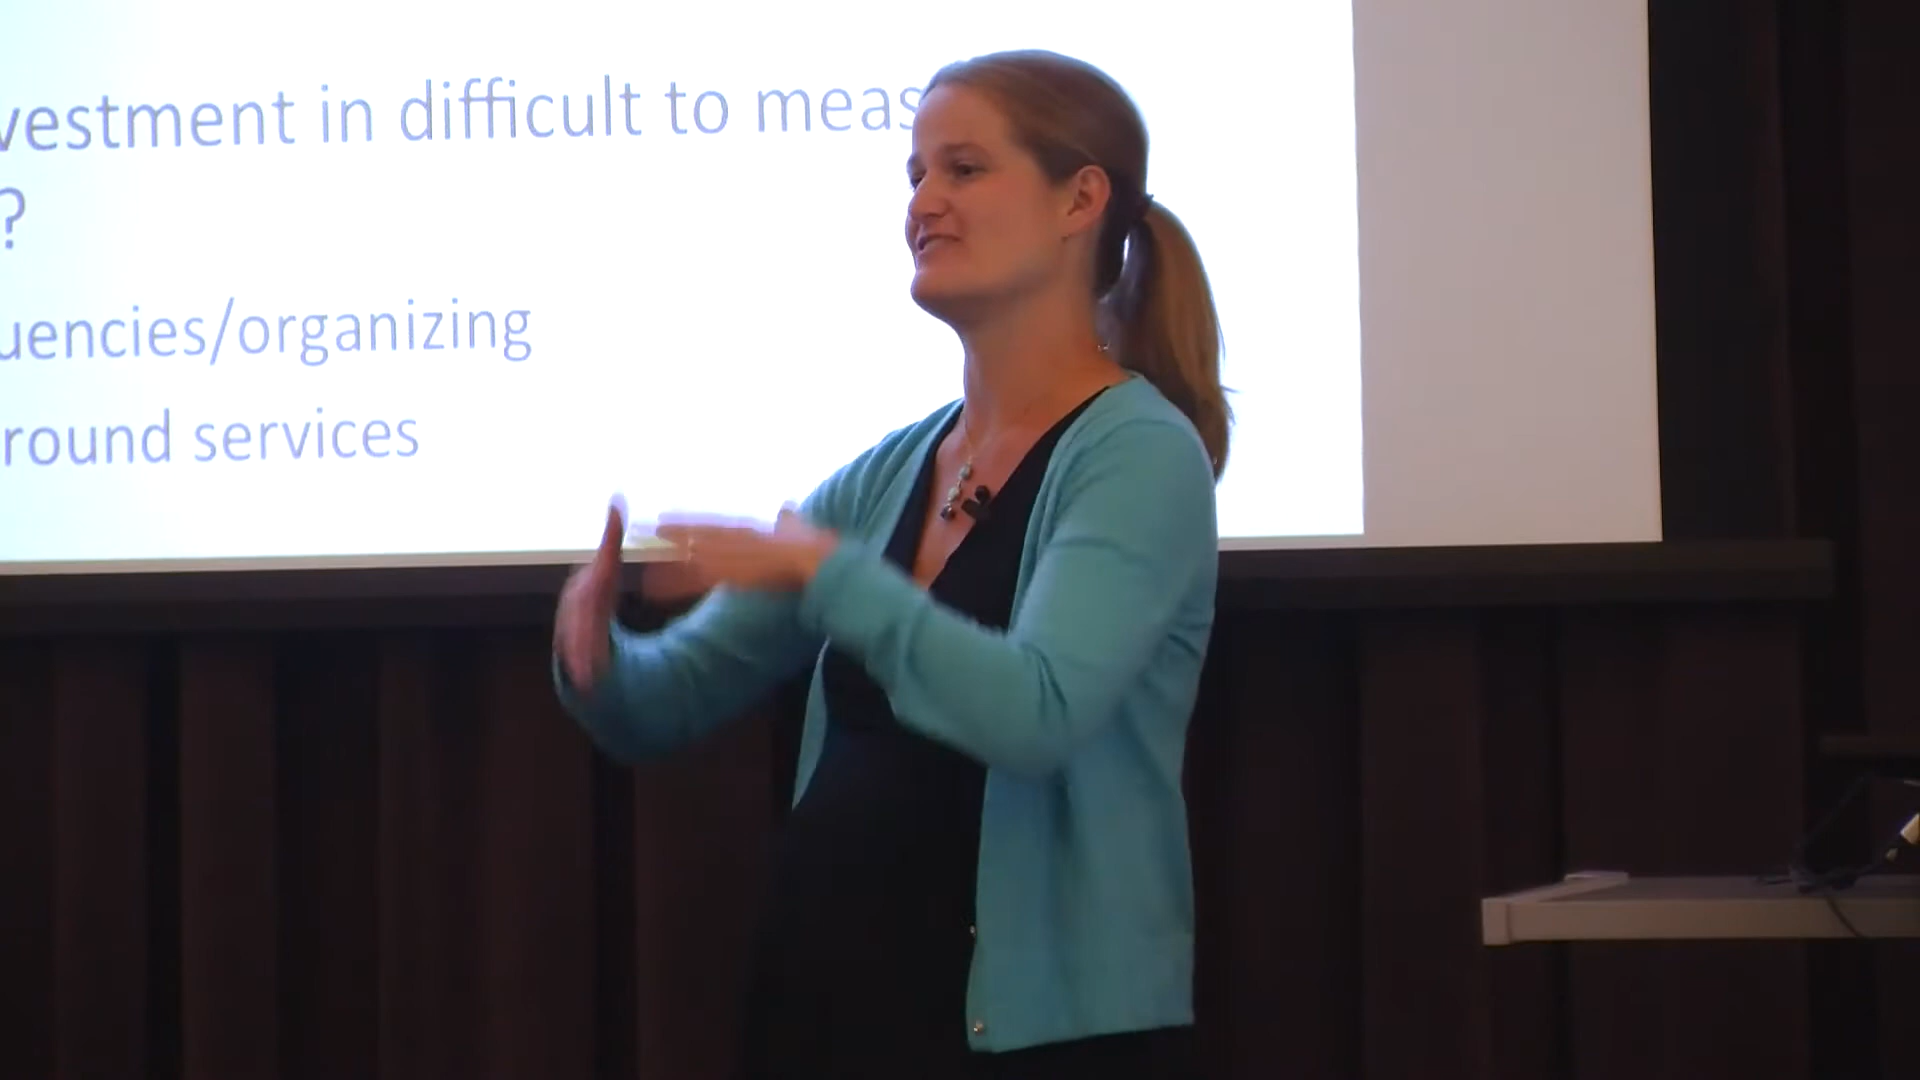 vestment in difficult to meas
?
uencies/organizing
round services